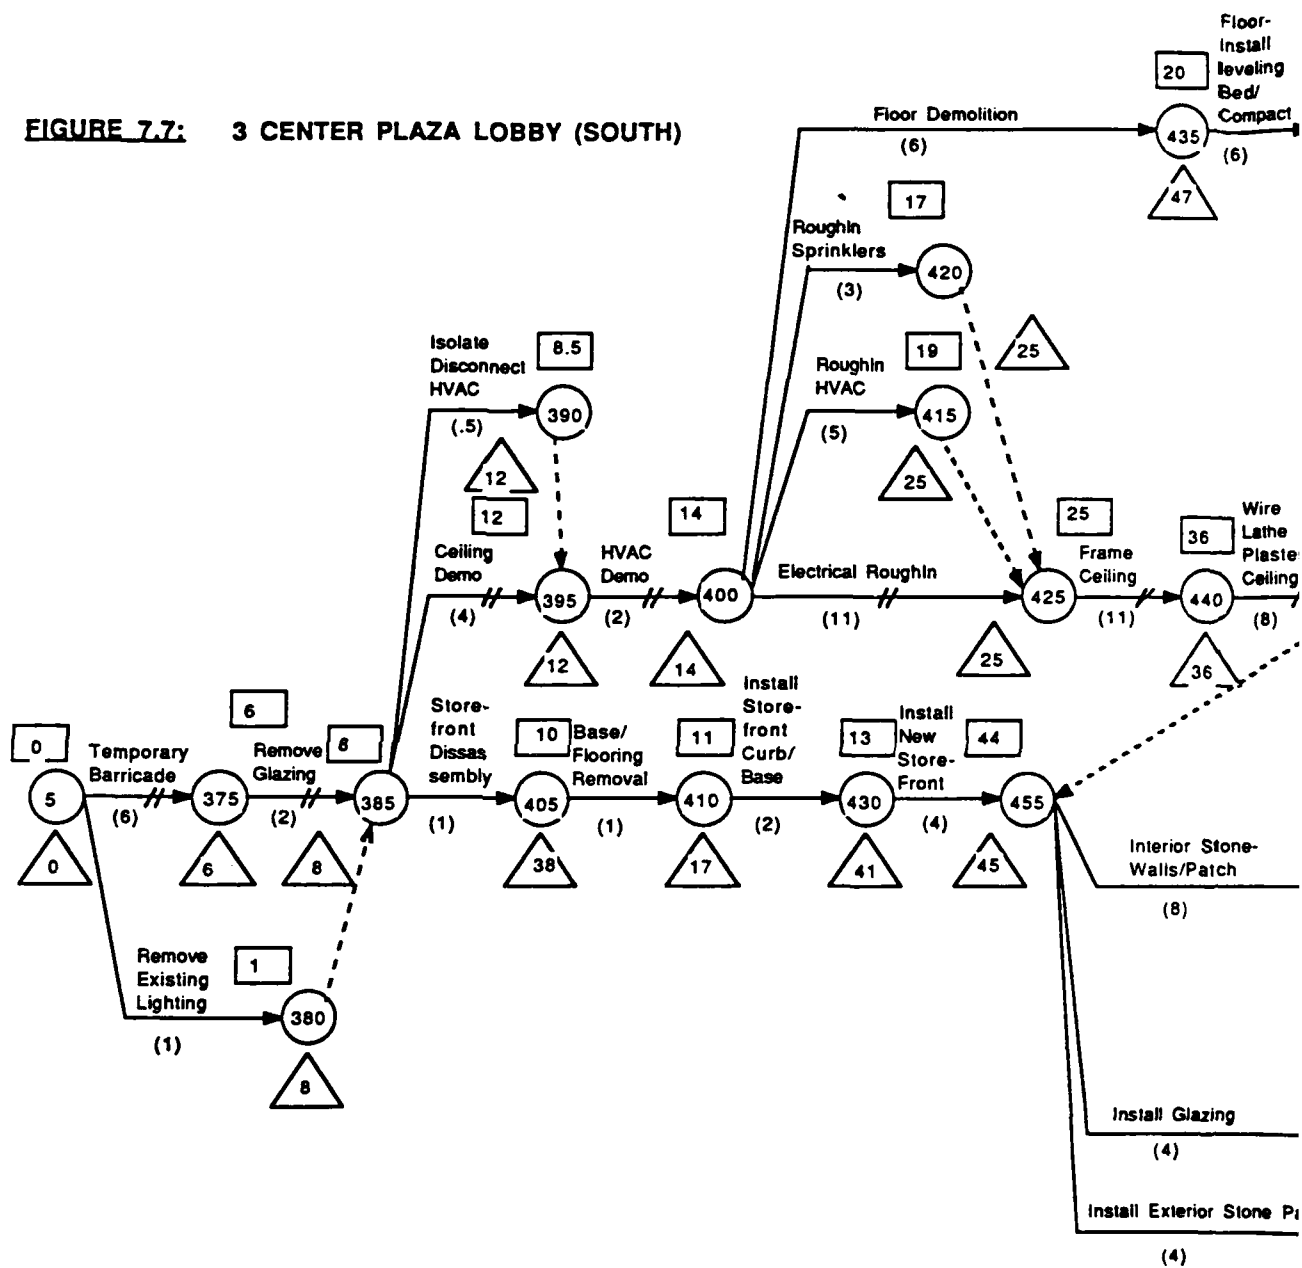 FIGURE 7.7: 3 CENTER PLAZA LOBBY (SOUTH)
Floor-
Install
leveling
Bed/
Compact
20
435
(6)
47
Floor Demolition
(6)
17
Roughin
Sprinklers
420
(3)
25
Isolate
Disconnect
HVAC
8.5
390
(.5)
12
Roughin
HVAC
19
415
(5)
25
12
Ceiling
Demo
395
(4)
12
HVAC
Demo
14
400
(2)
14
Electrical Roughin
(11)
25
425
25
Frame
Ceiling
(11)
36
440
36
Wire
Lathe
Ceiling
(8)
0
5
0
Temporary
Barricade
(6)
6
375
6
Remove
Glazing
(2)
8
385
8
Store-
front
Dissas
sembly
(1)
10
405
38
Base/
Flooring
Removal
(1)
11
410
17
Install
Store-
front
Curb/
Base
(2)
13
430
41
Install
New
Store-
Front
(4)
44
455
45
Remove
Existing
Lighting
(1)
1
380
8
Interior Stone-
Walls/Patch
(8)
Install Glazing
(4)
Install Exterior Stone
(4)